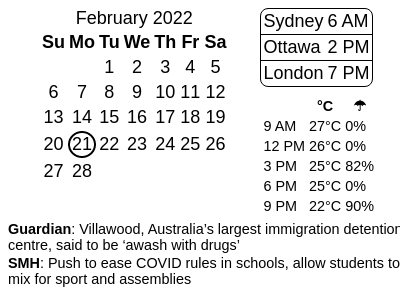 February 2022
Su Mo Tu We Th Fr Sa
1 2 3 4 5
6 7 8 9 10 11 12
13 14 15 16 17 18 19
20 21 22 23 24 25 26
27 28
Sydney 6 AM
Ottawa 2 PM
London 7 PM
°C ☂
9 AM 27°C 0%
12 PM 26°C 0%
3 PM 25°C 82%
6 PM 25°C 0%
9 PM 22°C 90%
Guardian: Villawood, Australia’s largest immigration detention
centre, said to be ‘awash with drugs’
SMH: Push to ease COVID rules in schools, allow students to
mix for sport and assemblies